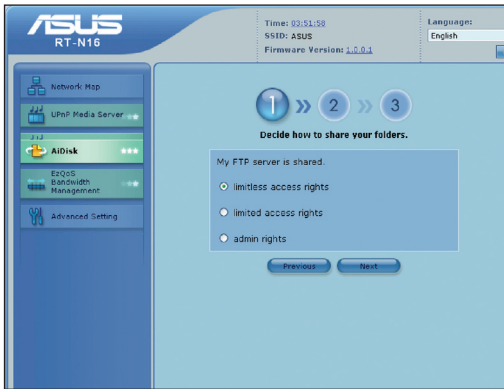 ASUS
RT-N16
Time: 03:51:50
SSID: ASUS
Firmware Version: 1.0.0.1
Language:
English
Network Map
UPnP Media Server
AiDisk
EzQoS
Bandwidth
Management
Advanced Setting
1 » 2 » 3
Decide how to share your folders.
My FTP server is shared.
limitless access rights
limited access rights
admin rights
Previous
Next